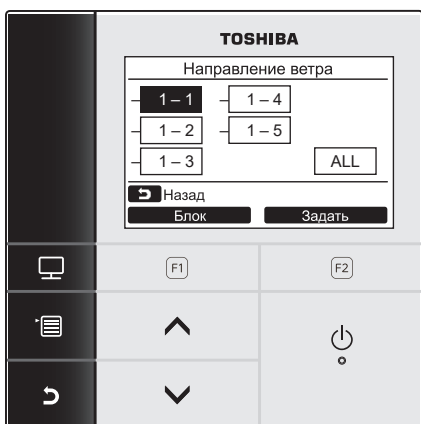 TOSHIBA
Направление ветра
1 – 1
1 – 4
1 – 2
1 – 5
1 – 3
ALL
Назад
Блок
Задать
F1
F2